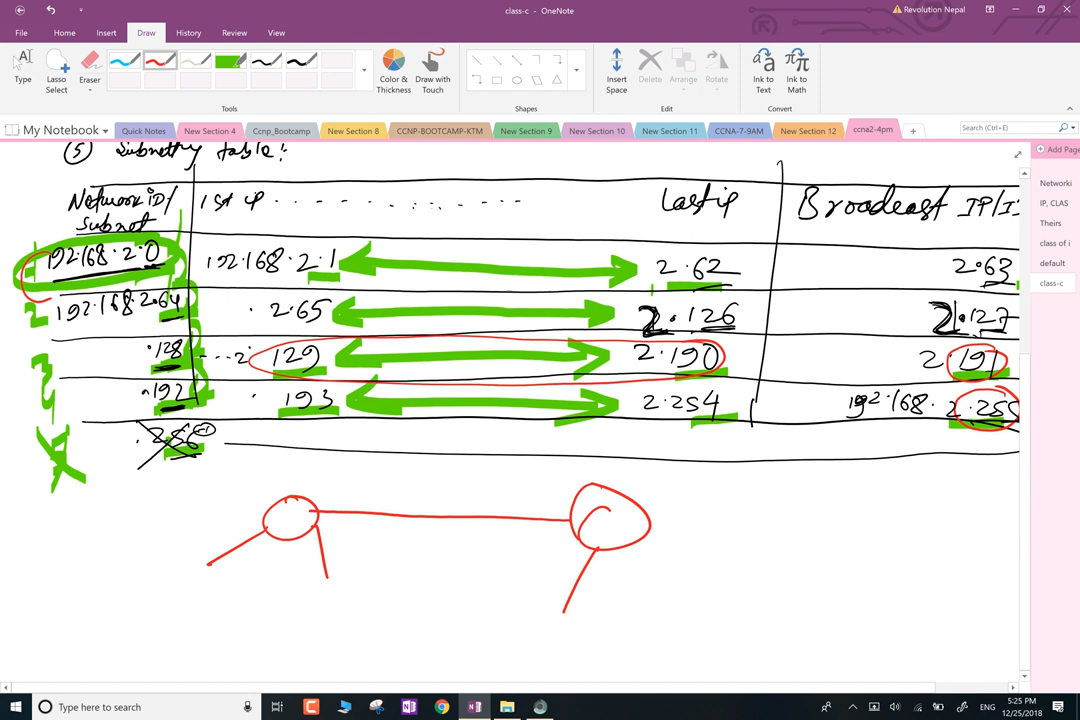 class-c - OneNote
Revolution Nepal
File Home Insert Draw History Review View
Type
Lasso Select
Eraser
Color & Thickness
Draw with Touch
Insert Space
Delete
Arrange
Rotate
Ink to Text
Ink to Math
Tools
Shapes
Edit
Convert
My Notebook
Quick Notes
New Section 4
Ccnp_Bootcamp
New Section 8
CCNP-BOOTCAMP-KTM
New Section 9
New Section 10
New Section 11
CCNA-7-9AM
New Section 12
ccna2-4pm
Search (Ctrl+E)
Add Page
Networki
IP, CLAS
Theirs
class of i
default
class-c
⑤ table:
Network ID/ Subnet
1st ip - - - - - . . . . . - - -
Last ip
Broadcast IP/I
192.168.2.0
192.168.2.1
2.62
2.63
192.168.2.64
.2.65
2.126
2.127
.128
...2. 129
2.190
2.191
.192
. 193
2.254
192.168. 2.255
.256
Type here to search
ENG
5:25 PM
12/25/2018